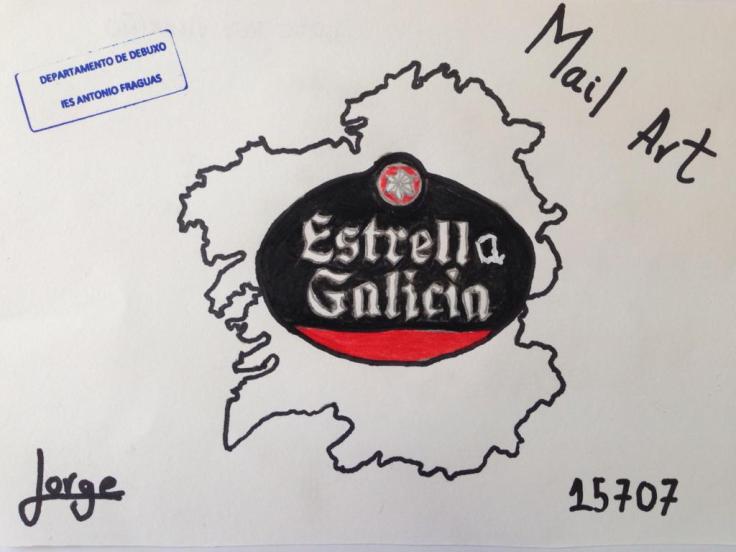 DEPARTAMENTO DE DEBUXO
IES ANTONIO FRAGUAS
Mail Art
Estrella
Galicia
Jorge
15707